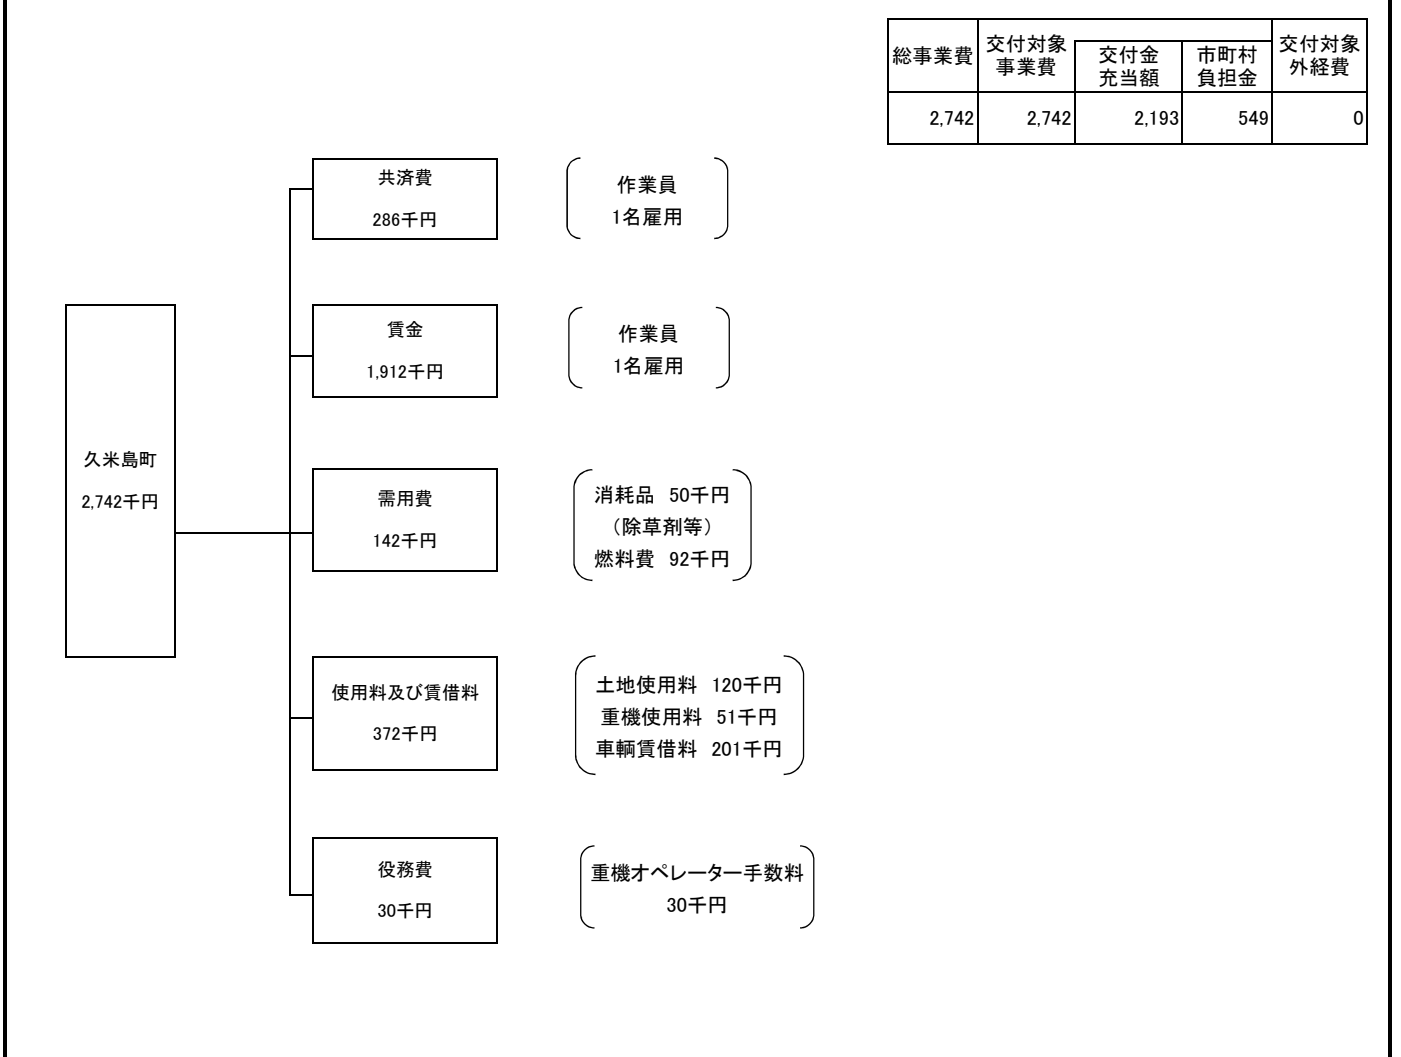 総事業費
交付対象
事業費
交付金
充当額
市町村
負担金
交付対象
外経費
2,742
2,742
2,193
549
0
共済費
286千円
作業員
1名雇用
賃金
1,912千円
作業員
1名雇用
久米島町
2,742千円
需用費
142千円
消耗品 50千円
（除草剤等）
燃料費 92千円
使用料及び賃借料
372千円
土地使用料 120千円
重機使用料 51千円
車輌賃借料 201千円
役務費
30千円
重機オペレーター手数料
30千円